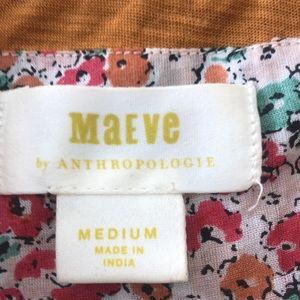 MAEVe
by ANTHROPOLOGIE
MEDIUM
MADE IN
INDIA